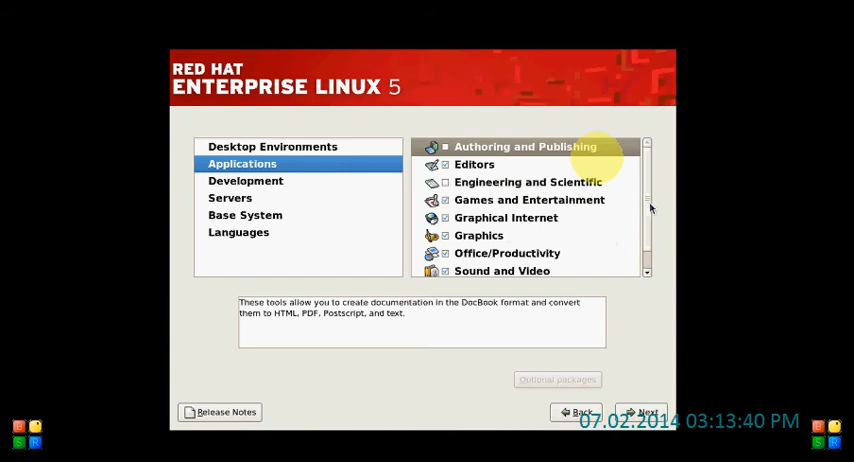 RED HAT
ENTERPRISE LINUX 5
Desktop Environments
Applications
Development
Servers
Base System
Languages
Authoring and Publishing
Editors
Engineering and Scientific
Games and Entertainment
Graphical Internet
Graphics
Office/Productivity
Sound and Video
These tools allow you to create documentation in the DocBook format and convert
them to HTML, PDF, Postscript, and text.
Optional packages
Release Notes
Back
Next
07.02.2014 03:13:40 PM
B
S R
B
S R